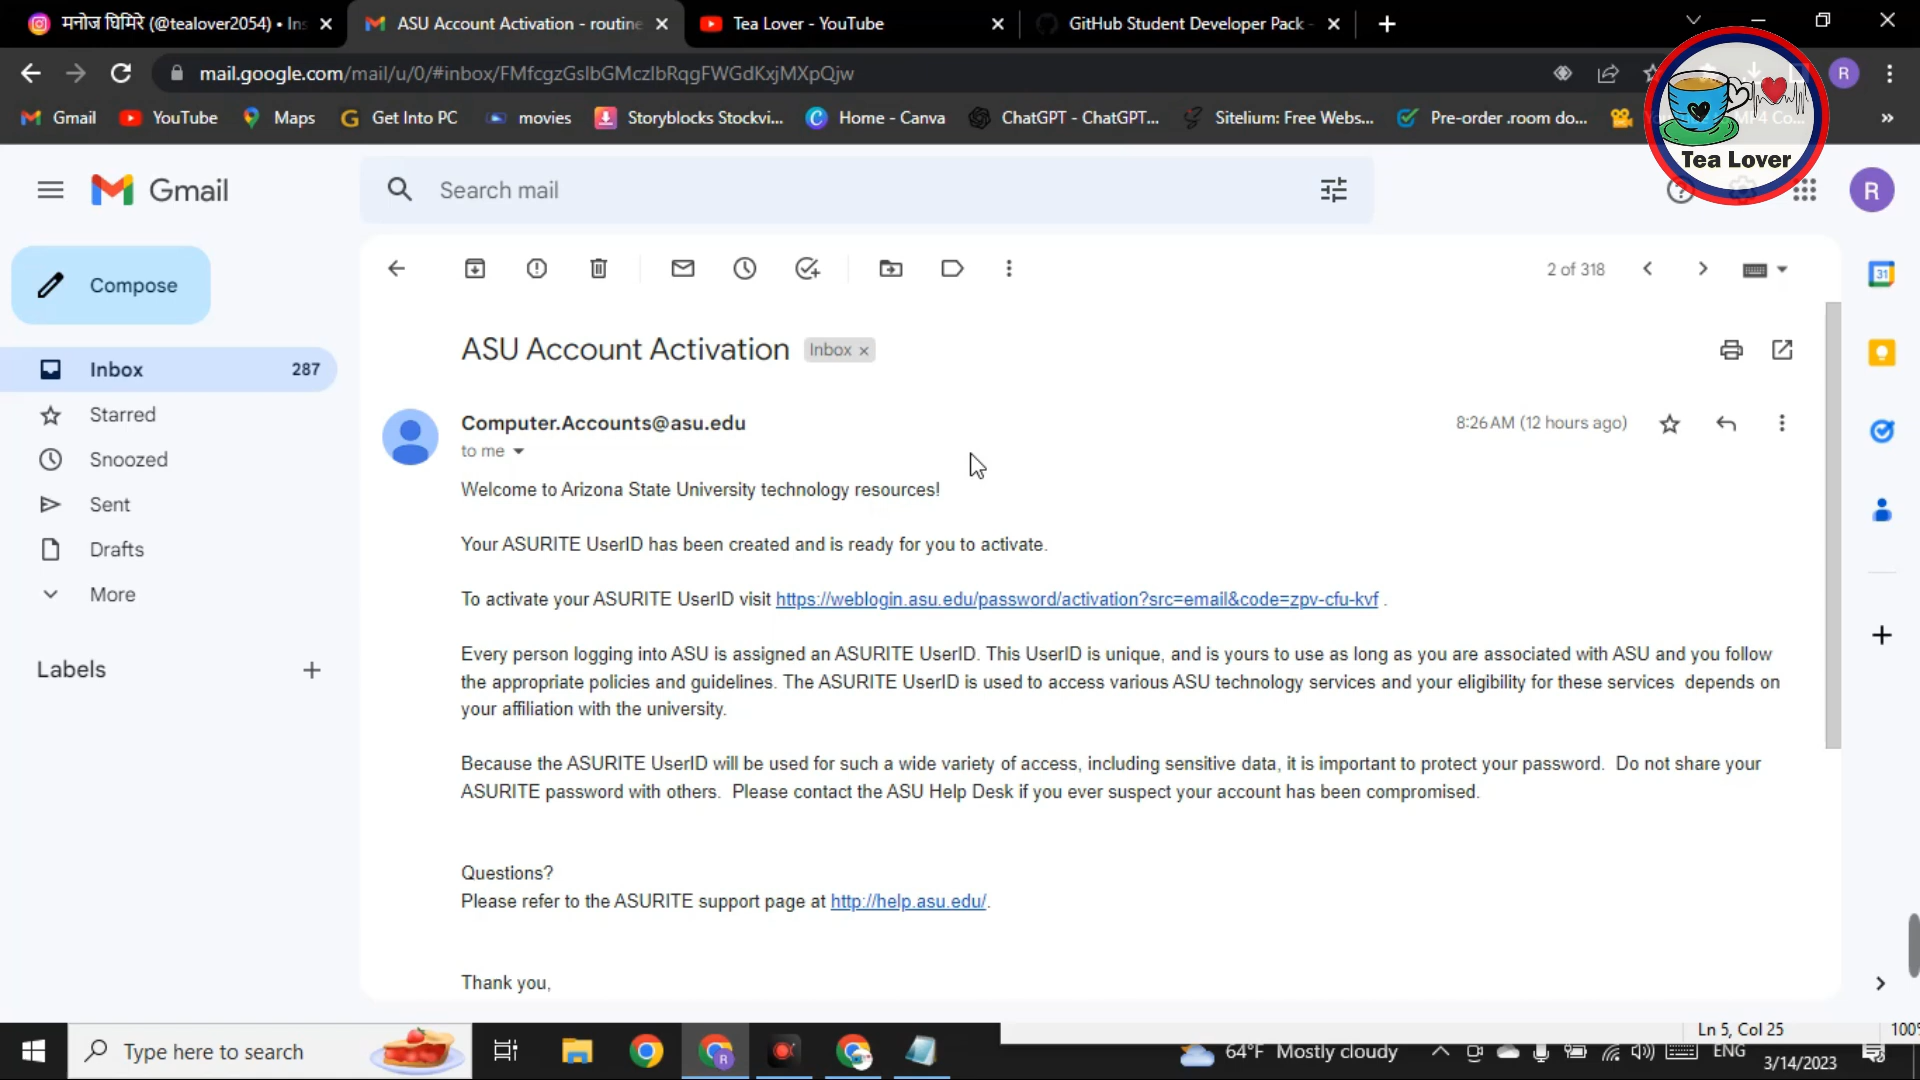 मनोज घिमिरे (@tealover2054) • Ins
ASU Account Activation - routine
Tea Lover - YouTube
GitHub Student Developer Pack -
mail.google.com/mail/u/0/#inbox/FMfcgzGslbGMczlbRqgFWGdKxjMXpQjw
R
Gmail
YouTube
Maps
Get Into PC
movies
Storyblocks Stockvi...
Home - Canva
ChatGPT - ChatGPT...
Sitelium: Free Webs...
Pre-order .room do...
Tea Lover
Gmail
Search mail
R
Compose
2 of 318
31
ASU Account Activation
Inbox ×
Inbox 287
Starred
Snoozed
Sent
Drafts
More
Labels
Computer.Accounts@asu.edu
8:26 AM (12 hours ago)
to me
Welcome to Arizona State University technology resources!
Your ASURITE UserID has been created and is ready for you to activate.
To activate your ASURITE UserID visit https://weblogin.asu.edu/password/activation?src=email&code=zpv-cfu-kvf .
Every person logging into ASU is assigned an ASURITE UserID. This UserID is unique, and is yours to use as long as you are associated with ASU and you follow
the appropriate policies and guidelines. The ASURITE UserID is used to access various ASU technology services and your eligibility for these services depends on
your affiliation with the university.
Because the ASURITE UserID will be used for such a wide variety of access, including sensitive data, it is important to protect your password. Do not share your
ASURITE password with others. Please contact the ASU Help Desk if you ever suspect your account has been compromised.
Questions?
Please refer to the ASURITE support page at http://help.asu.edu/.
Thank you,
Ln 5, Col 25
100%
Type here to search
R
64°F Mostly cloudy
ENG
3/14/2023